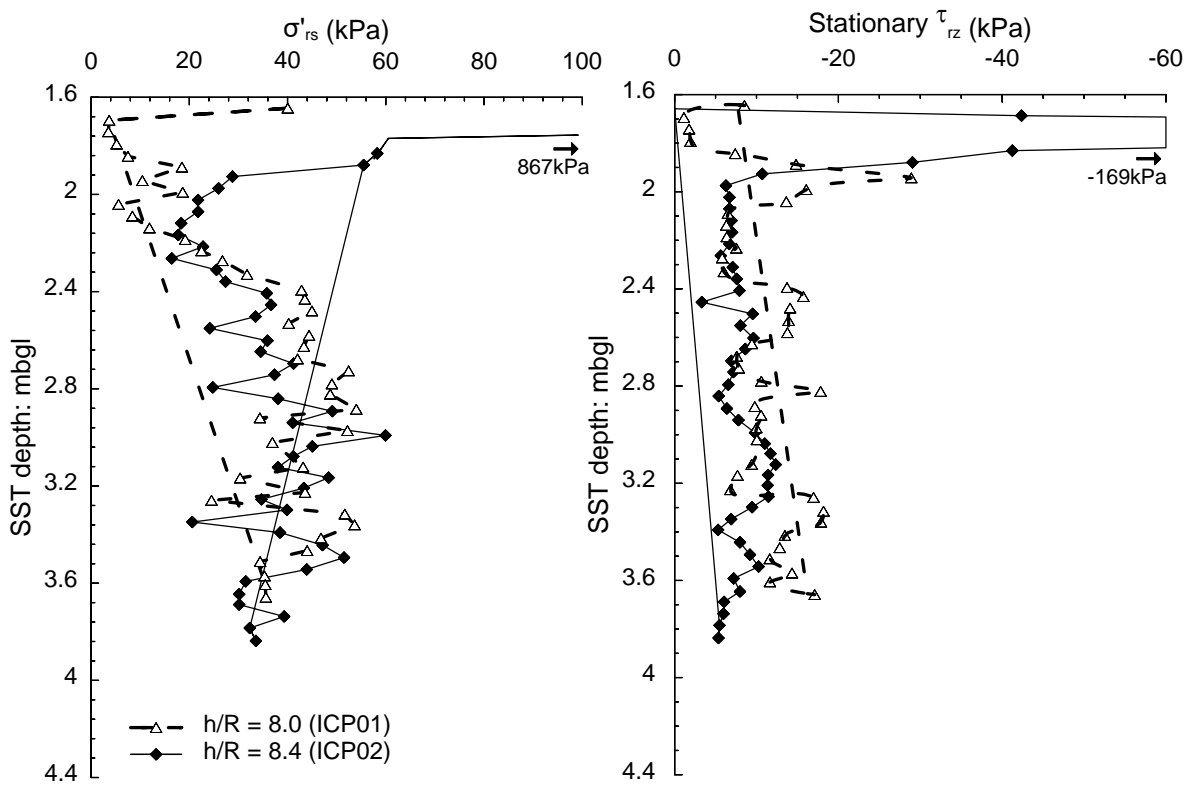 σ'rs (kPa)
0 20 40 60 80 100
1.6
2
2.4
2.8
3.2
3.6
4
4.4
SST depth: mbgl
867kPa
h/R = 8.0 (ICP01)
h/R = 8.4 (ICP02)
Stationary τrz (kPa)
0 -20 -40 -60
1.6
2
2.4
2.8
3.2
3.6
4
4.4
SST depth: mbgl
-169kPa